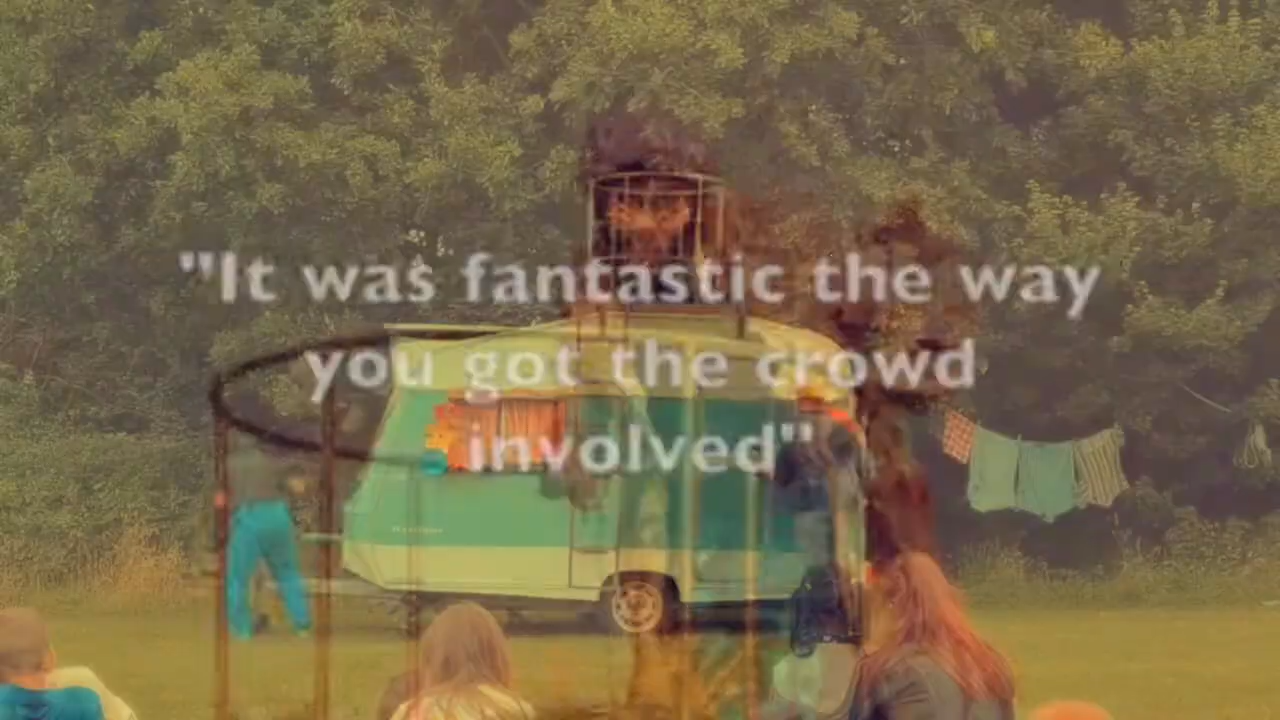 "It was fantastic the way
you got the crowd
involved"